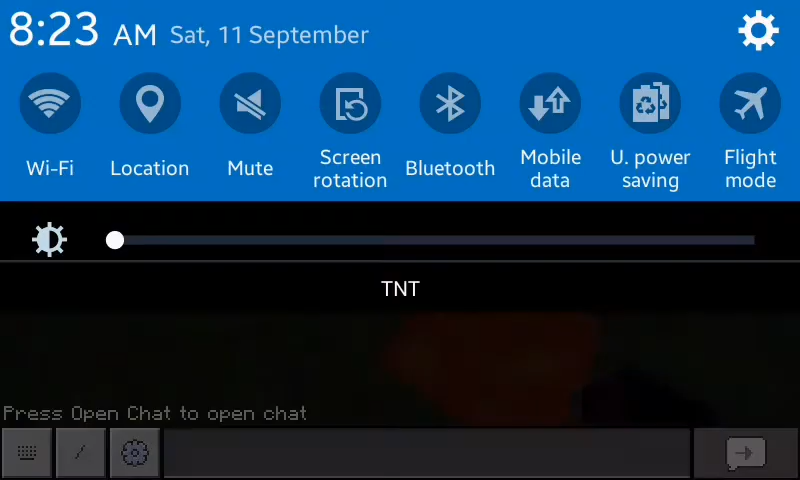 8:23 AM Sat, 11 September
Wi-Fi Location Mute Screen rotation Bluetooth Mobile data U. power saving Flight mode
TNT
Press Open Chat to open chat